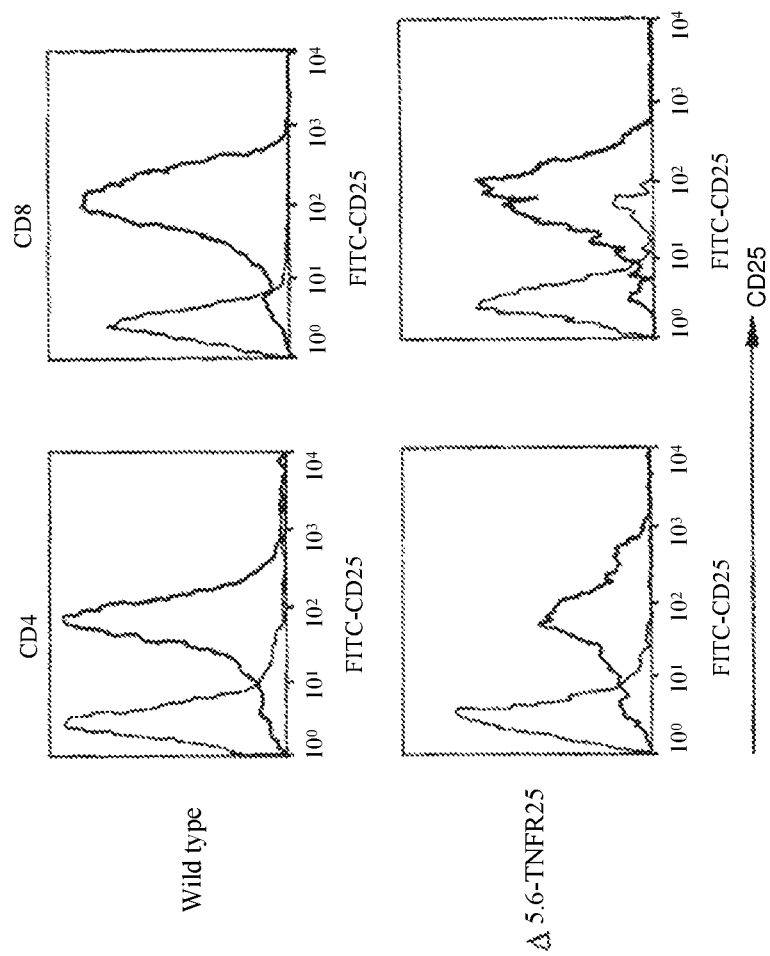 CD4
CD8
Wild type
10⁰ 10¹ 10² 10³ 10⁴
FITC-CD25
10⁰ 10¹ 10² 10³ 10⁴
FITC-CD25
Δ 5.6-TNFR25
10⁰ 10¹ 10² 10³ 10⁴
FITC-CD25
10⁰ 10¹ 10² 10³ 10⁴
FITC-CD25
CD25